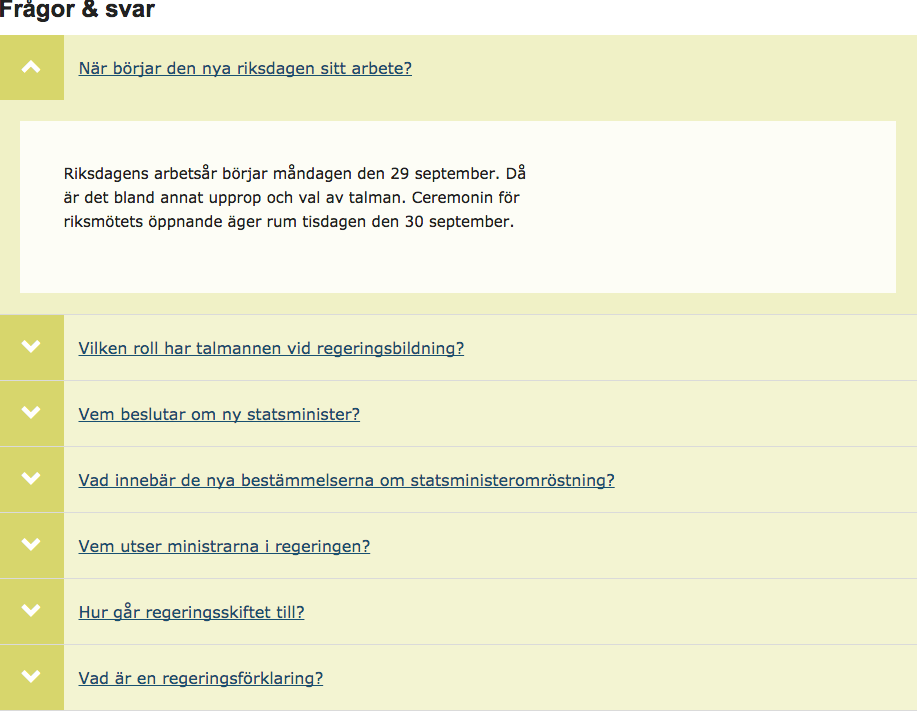 Frågor & svar
När börjar den nya riksdagen sitt arbete?
Riksdagens arbetsår börjar måndagen den 29 september. Då
är det bland annat upprop och val av talman. Ceremonin för
riksmötets öppnande äger rum tisdagen den 30 september.
Vilken roll har talmannen vid regeringsbildning?
Vem beslutar om ny statsminister?
Vad innebär de nya bestämmelserna om statsministeromröstning?
Vem utser ministrarna i regeringen?
Hur går regeringsskiftet till?
Vad är en regeringsförklaring?